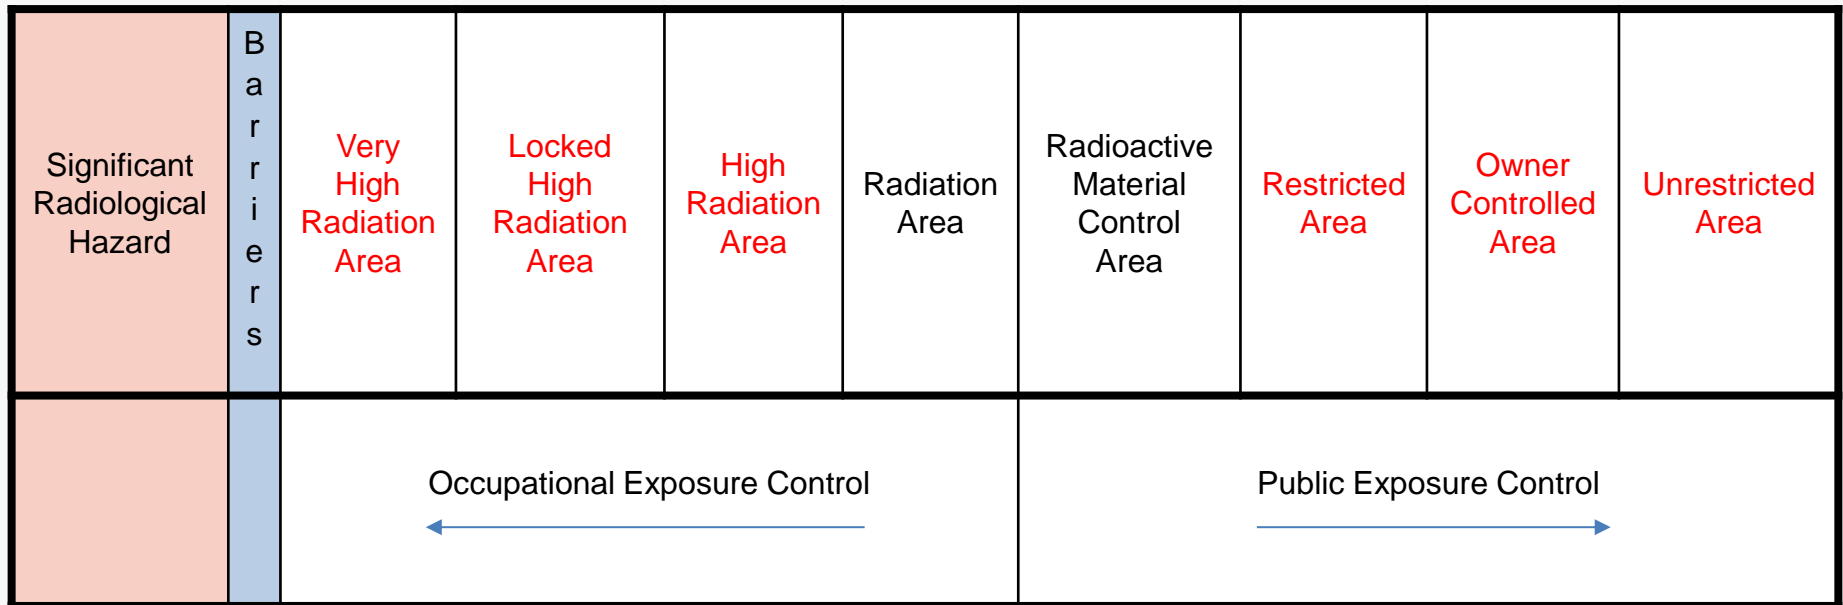 Significant
Radiological
Hazard
B
a
r
r
i
e
r
s
Very
High
Radiation
Area
Locked
High
Radiation
Area
High
Radiation
Area
Radiation
Area
Radioactive
Material
Control
Area
Restricted
Area
Owner
Controlled
Area
Unrestricted
Area
Occupational Exposure Control
Public Exposure Control